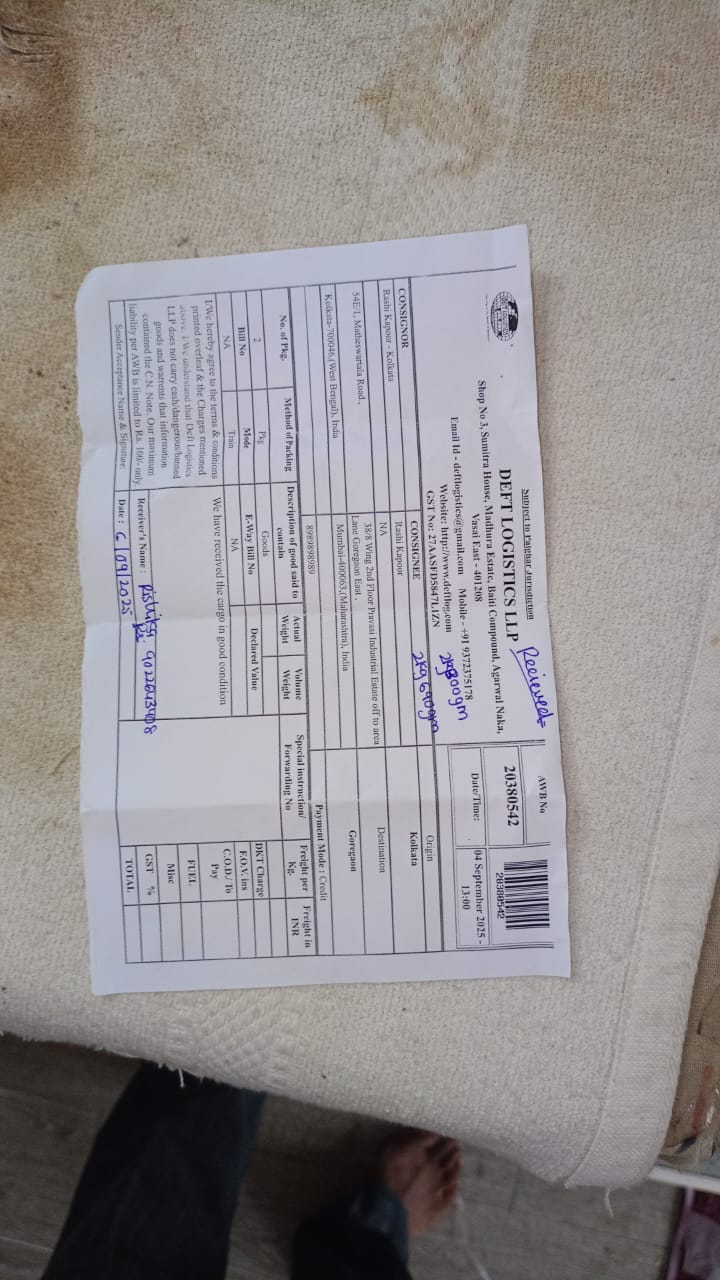 Subject to Palghar Jurisdiction
DEFT LOGISTICS LLP
Recieved
Shop No 3, Sumitra House, Madhura Estate, Baiti Compound, Agarwal Naka,
Vasai East - 401208
Email Id - deftlogistics@gmail.com Mobile - +91 9372375178
Website: http://www.deftlog.com
GST No: 27AASFD5847L1ZN
2kg300gm
2kg690gm
AWB No
20380542
20380542
Date/Time:
04 September 2025 -
13:00
CONSIGNOR
CONSIGNEE
Origin
Kolkata
Rashi Kapoor - Kolkata
Rashi Kapoor
NA
Destination
Goregaon
54E/1, Matheswartala Road.,
38/8 Wing 2nd Floor Pravasi Industrial Estate off to area
Lane Goregaon East ,
Kolkata-700046,(West Bengal), India
Mumbai-400063,(Maharashtra), India
8989898989
Payment Mode : Credit
No. of Pkg.
Method of Packing
Description of good said to
contain
Actual
Weight
Volume
Weight
Special instruction/
Forwarding No
Freight per
Kg.
Freight in
INR
2
Pkg
Goods
DKT Charge
Bill No
Mode
E-Way Bill No
Declared Value
F.O.V. ins
NA
Train
NA
C.O.D./ To
Pay
I/We hereby agree to the terms & conditions
printed overleaf & the Charges mentioned
above. I/We understand that Deft Logistics
LLP does not carry cash/dangerous/banned
goods and warrents that information
contained the C.N. Note. Our maximum
liability per AWB is limited to Rs. 100/- only.
We have received the cargo in good condition
FUEL
Misc
GST %
TOTAL
Receiver's Name :
Sender Acceptance Name & Signature:
Date : 6/09/2025